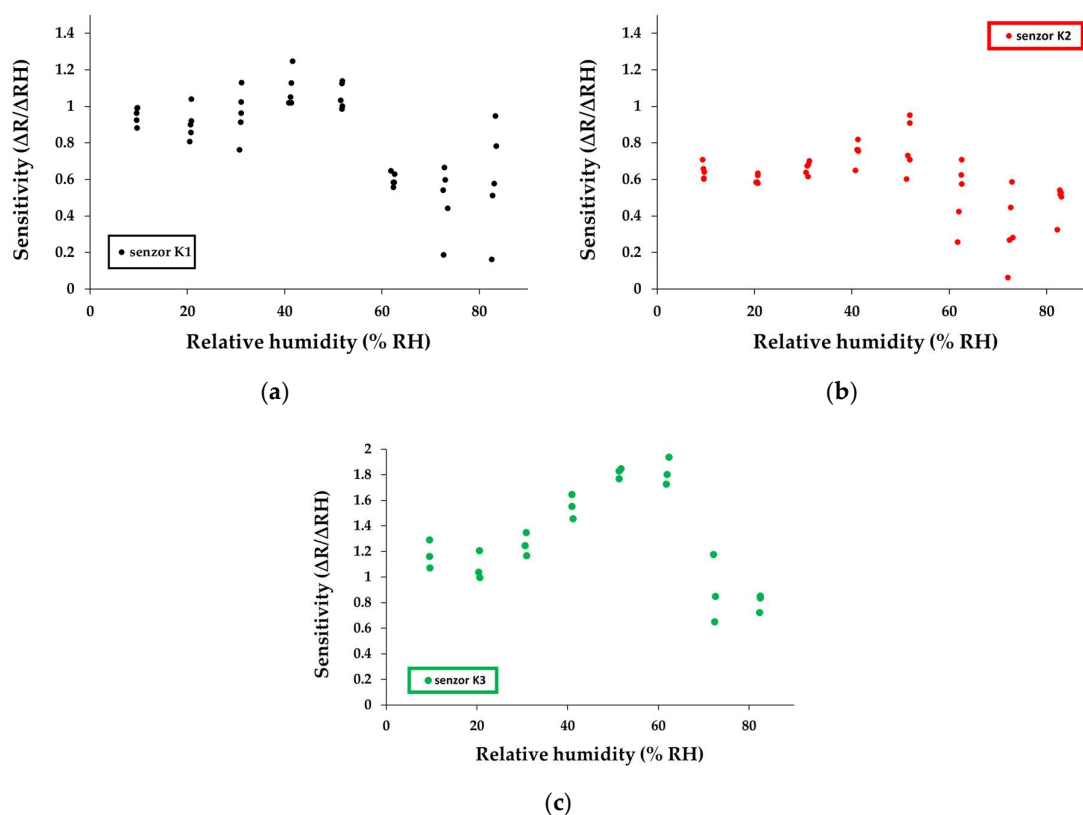 1.4
1.2
1
0.8
0.6
0.4
0.2
0
Sensitivity (ΔR/ΔRH)
senzor K1
0 20 40 60 80
Relative humidity (% RH)
(a)
1.4
1.2
1
0.8
0.6
0.4
0.2
0
Sensitivity (ΔR/ΔRH)
senzor K2
0 20 40 60 80
Relative humidity (% RH)
(b)
2
1.8
1.6
1.4
1.2
1
0.8
0.6
0.4
0.2
0
Sensitivity (ΔR/ΔRH)
senzor K3
0 20 40 60 80
Relative humidity (% RH)
(c)